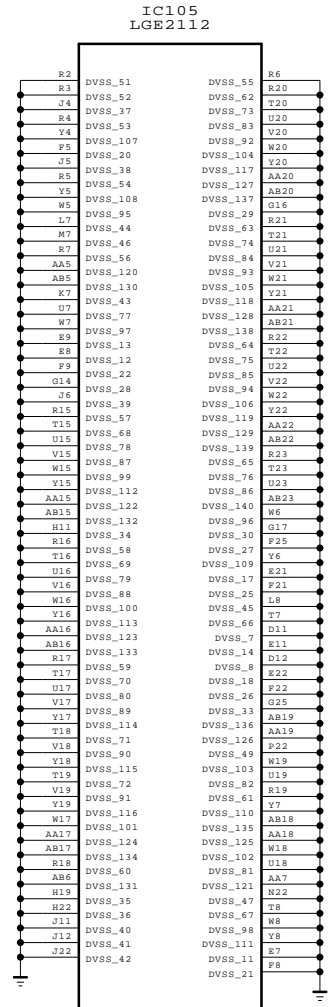 IC105
LGE2112
R2 DVSS_51 DVSS_55 R6
R3 DVSS_52 DVSS_62 R20
J4 DVSS_37 DVSS_73 T20
R4 DVSS_53 DVSS_83 U20
Y4 DVSS_107 DVSS_92 V20
F5 DVSS_20 DVSS_104 W20
J5 DVSS_38 DVSS_117 Y20
R5 DVSS_54 DVSS_127 AA20
Y5 DVSS_108 DVSS_137 AB20
W5 DVSS_95 DVSS_29 G16
L7 DVSS_44 DVSS_63 R21
M7 DVSS_46 DVSS_74 T21
R7 DVSS_56 DVSS_84 U21
AA5 DVSS_120 DVSS_93 V21
AB5 DVSS_130 DVSS_105 W21
K7 DVSS_43 DVSS_118 Y21
U7 DVSS_77 DVSS_128 AA21
W7 DVSS_97 DVSS_138 AB21
E9 DVSS_13 DVSS_64 R22
E8 DVSS_12 DVSS_75 T22
F9 DVSS_22 DVSS_85 U22
G14 DVSS_28 DVSS_94 V22
J6 DVSS_39 DVSS_106 W22
R15 DVSS_57 DVSS_119 Y22
T15 DVSS_68 DVSS_129 AA22
U15 DVSS_78 DVSS_139 AB22
V15 DVSS_87 DVSS_65 R23
W15 DVSS_99 DVSS_76 T23
Y15 DVSS_112 DVSS_86 U23
AA15 DVSS_122 DVSS_140 AB23
AB15 DVSS_132 DVSS_96 W6
H11 DVSS_34 DVSS_30 G17
R16 DVSS_58 DVSS_27 F25
T16 DVSS_69 DVSS_109 Y6
U16 DVSS_79 DVSS_17 E21
V16 DVSS_88 DVSS_25 F21
W16 DVSS_100 DVSS_45 L8
Y16 DVSS_113 DVSS_66 T7
AA16 DVSS_123 DVSS_7 D11
AB16 DVSS_133 DVSS_14 E11
R17 DVSS_59 DVSS_8 D12
T17 DVSS_70 DVSS_18 E22
U17 DVSS_80 DVSS_26 F22
V17 DVSS_89 DVSS_33 G25
Y17 DVSS_114 DVSS_136 AB19
T18 DVSS_71 DVSS_126 AA19
V18 DVSS_90 DVSS_49 P22
Y18 DVSS_115 DVSS_103 W19
T19 DVSS_72 DVSS_82 U19
V19 DVSS_91 DVSS_61 R19
Y19 DVSS_116 DVSS_110 Y7
W17 DVSS_101 DVSS_135 AB18
AA17 DVSS_124 DVSS_125 AA18
AB17 DVSS_134 DVSS_102 W18
R18 DVSS_60 DVSS_81 U18
AB6 DVSS_131 DVSS_121 AA7
H19 DVSS_35 DVSS_47 N22
H22 DVSS_36 DVSS_67 T8
J11 DVSS_40 DVSS_98 W8
J12 DVSS_41 DVSS_111 Y8
J22 DVSS_42 DVSS_11 E7
DVSS_21 F8